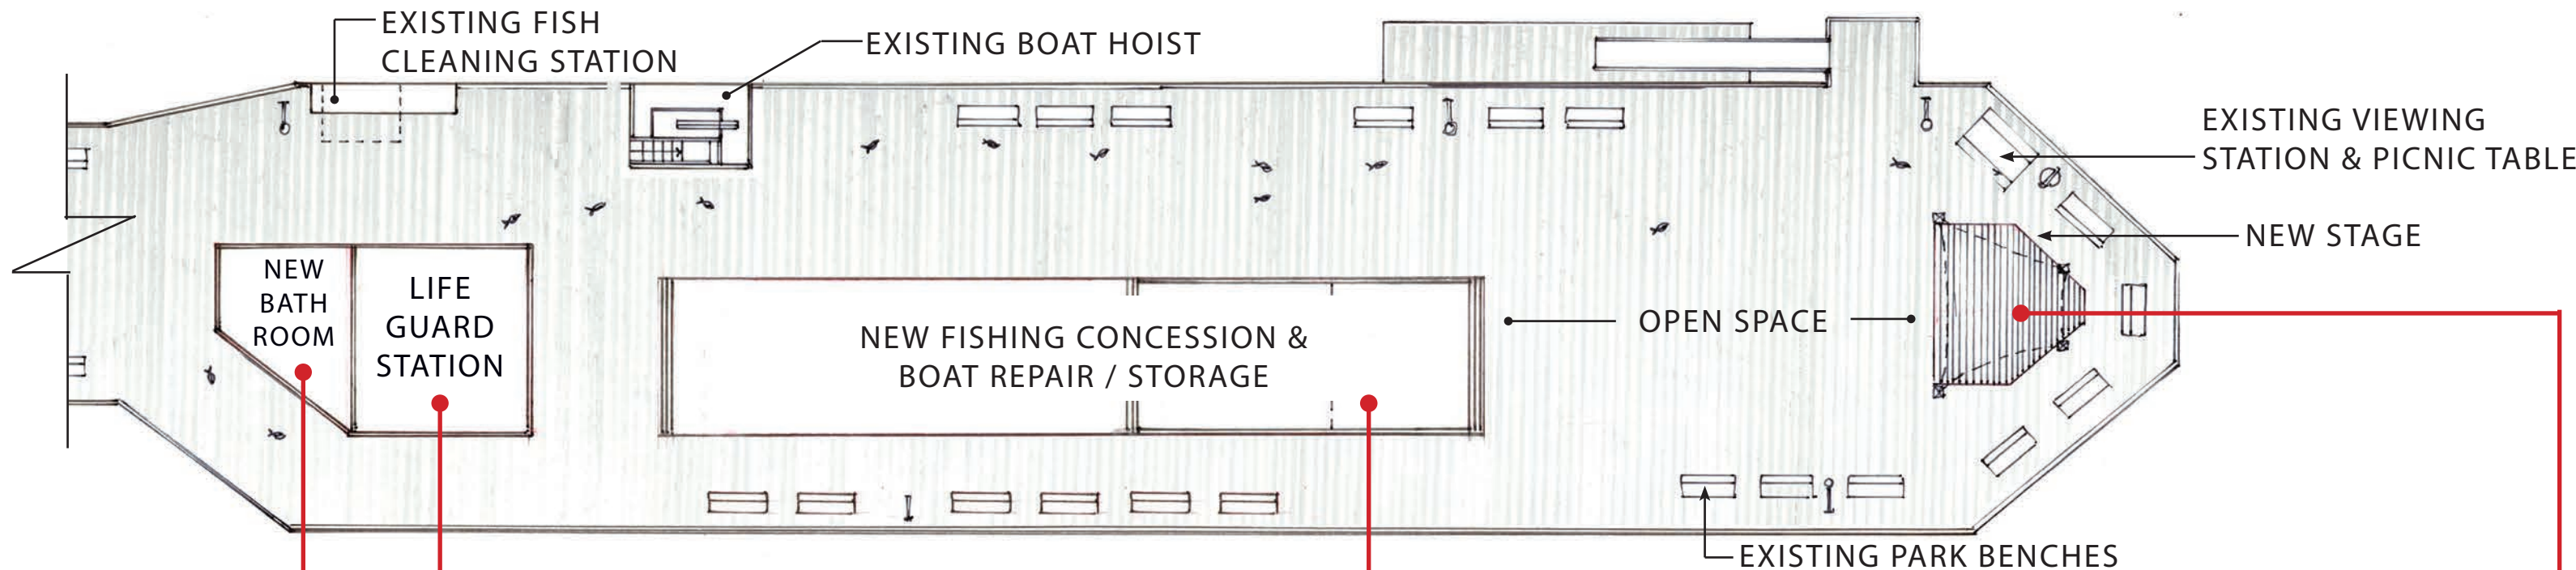 EXISTING FISH
CLEANING STATION
EXISTING BOAT HOIST
EXISTING VIEWING
STATION & PICNIC TABLE
NEW STAGE
NEW
BATH
ROOM
LIFE
GUARD
STATION
NEW FISHING CONCESSION &
BOAT REPAIR / STORAGE
OPEN SPACE
EXISTING PARK BENCHES